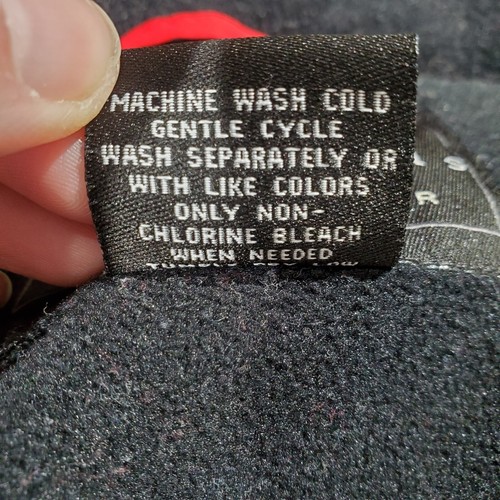 MACHINE WASH COLD
GENTLE CYCLE
WASH SEPARATELY OR
WITH LIKE COLORS
ONLY NON-
CHLORINE BLEACH
WHEN NEEDED
A S
R